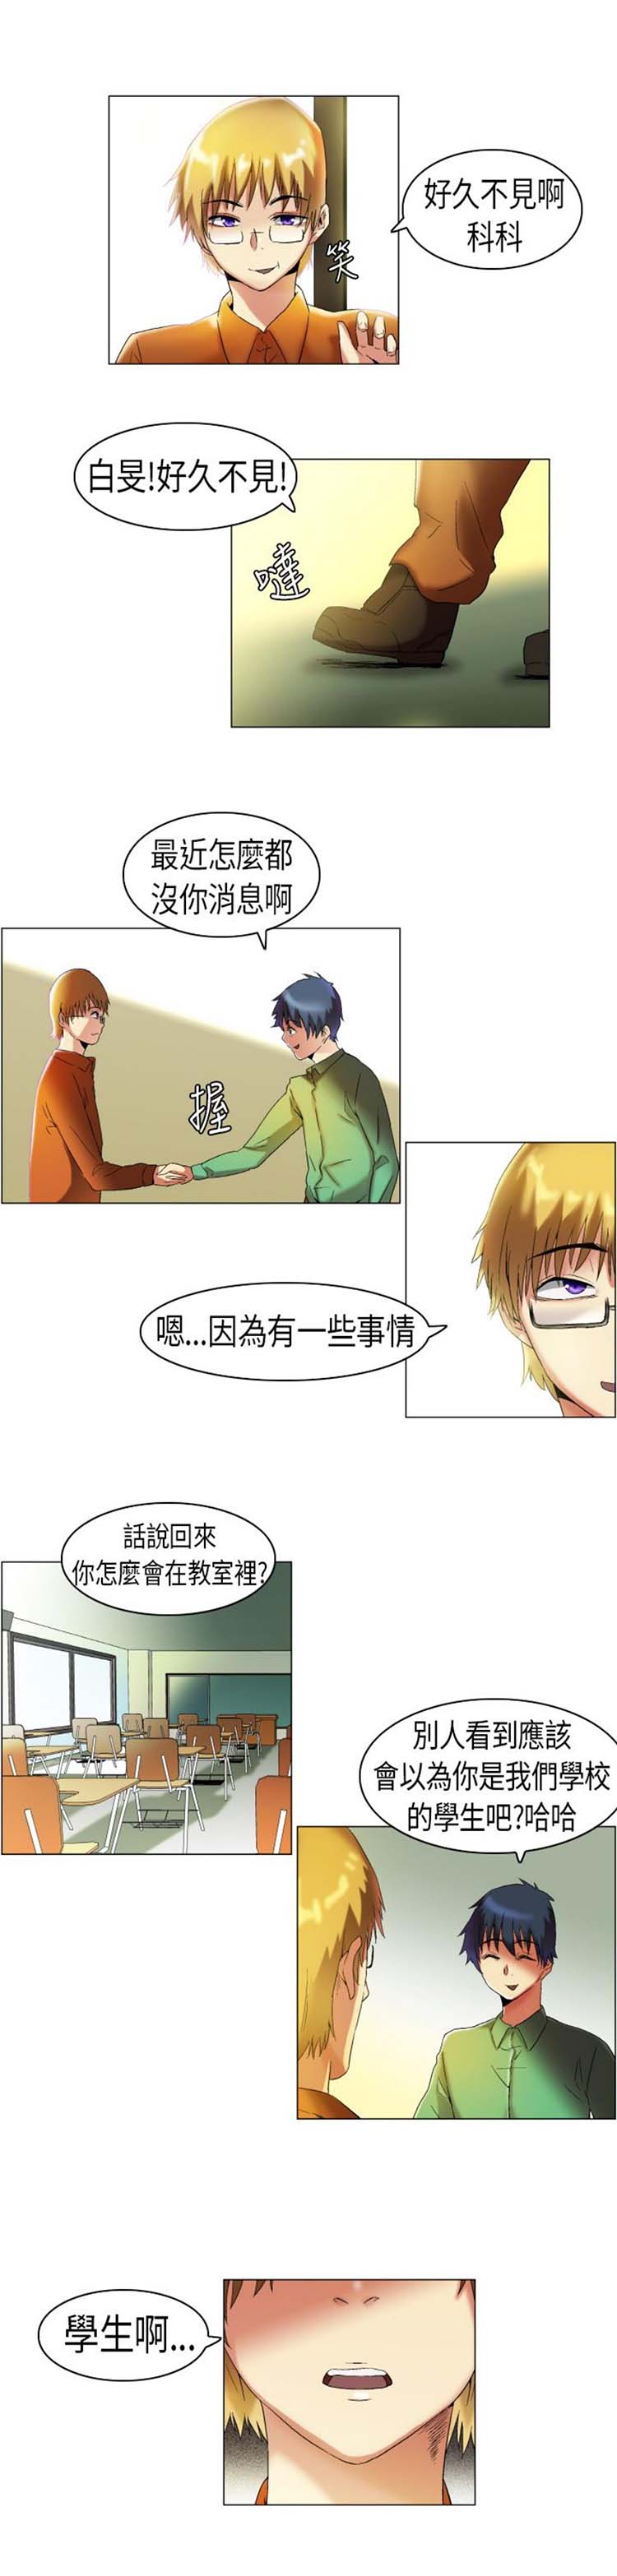 好久不見啊
科科
笑
白旻!好久不見!
噠
最近怎麼都
沒你消息啊
握
嗯...因為有一些事情
話說回來
你怎麼會在教室裡?
別人看到應該
會以為你是我們學校
的學生吧?哈哈
學生啊...